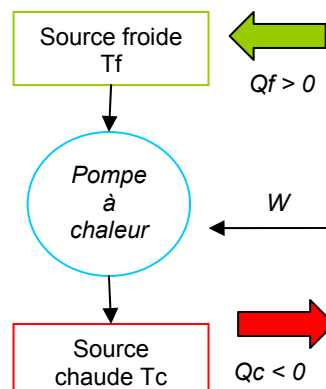 Source froide
Tf
Qf > 0
Pompe
à
chaleur
W
Source
chaude Tc
Qc < 0